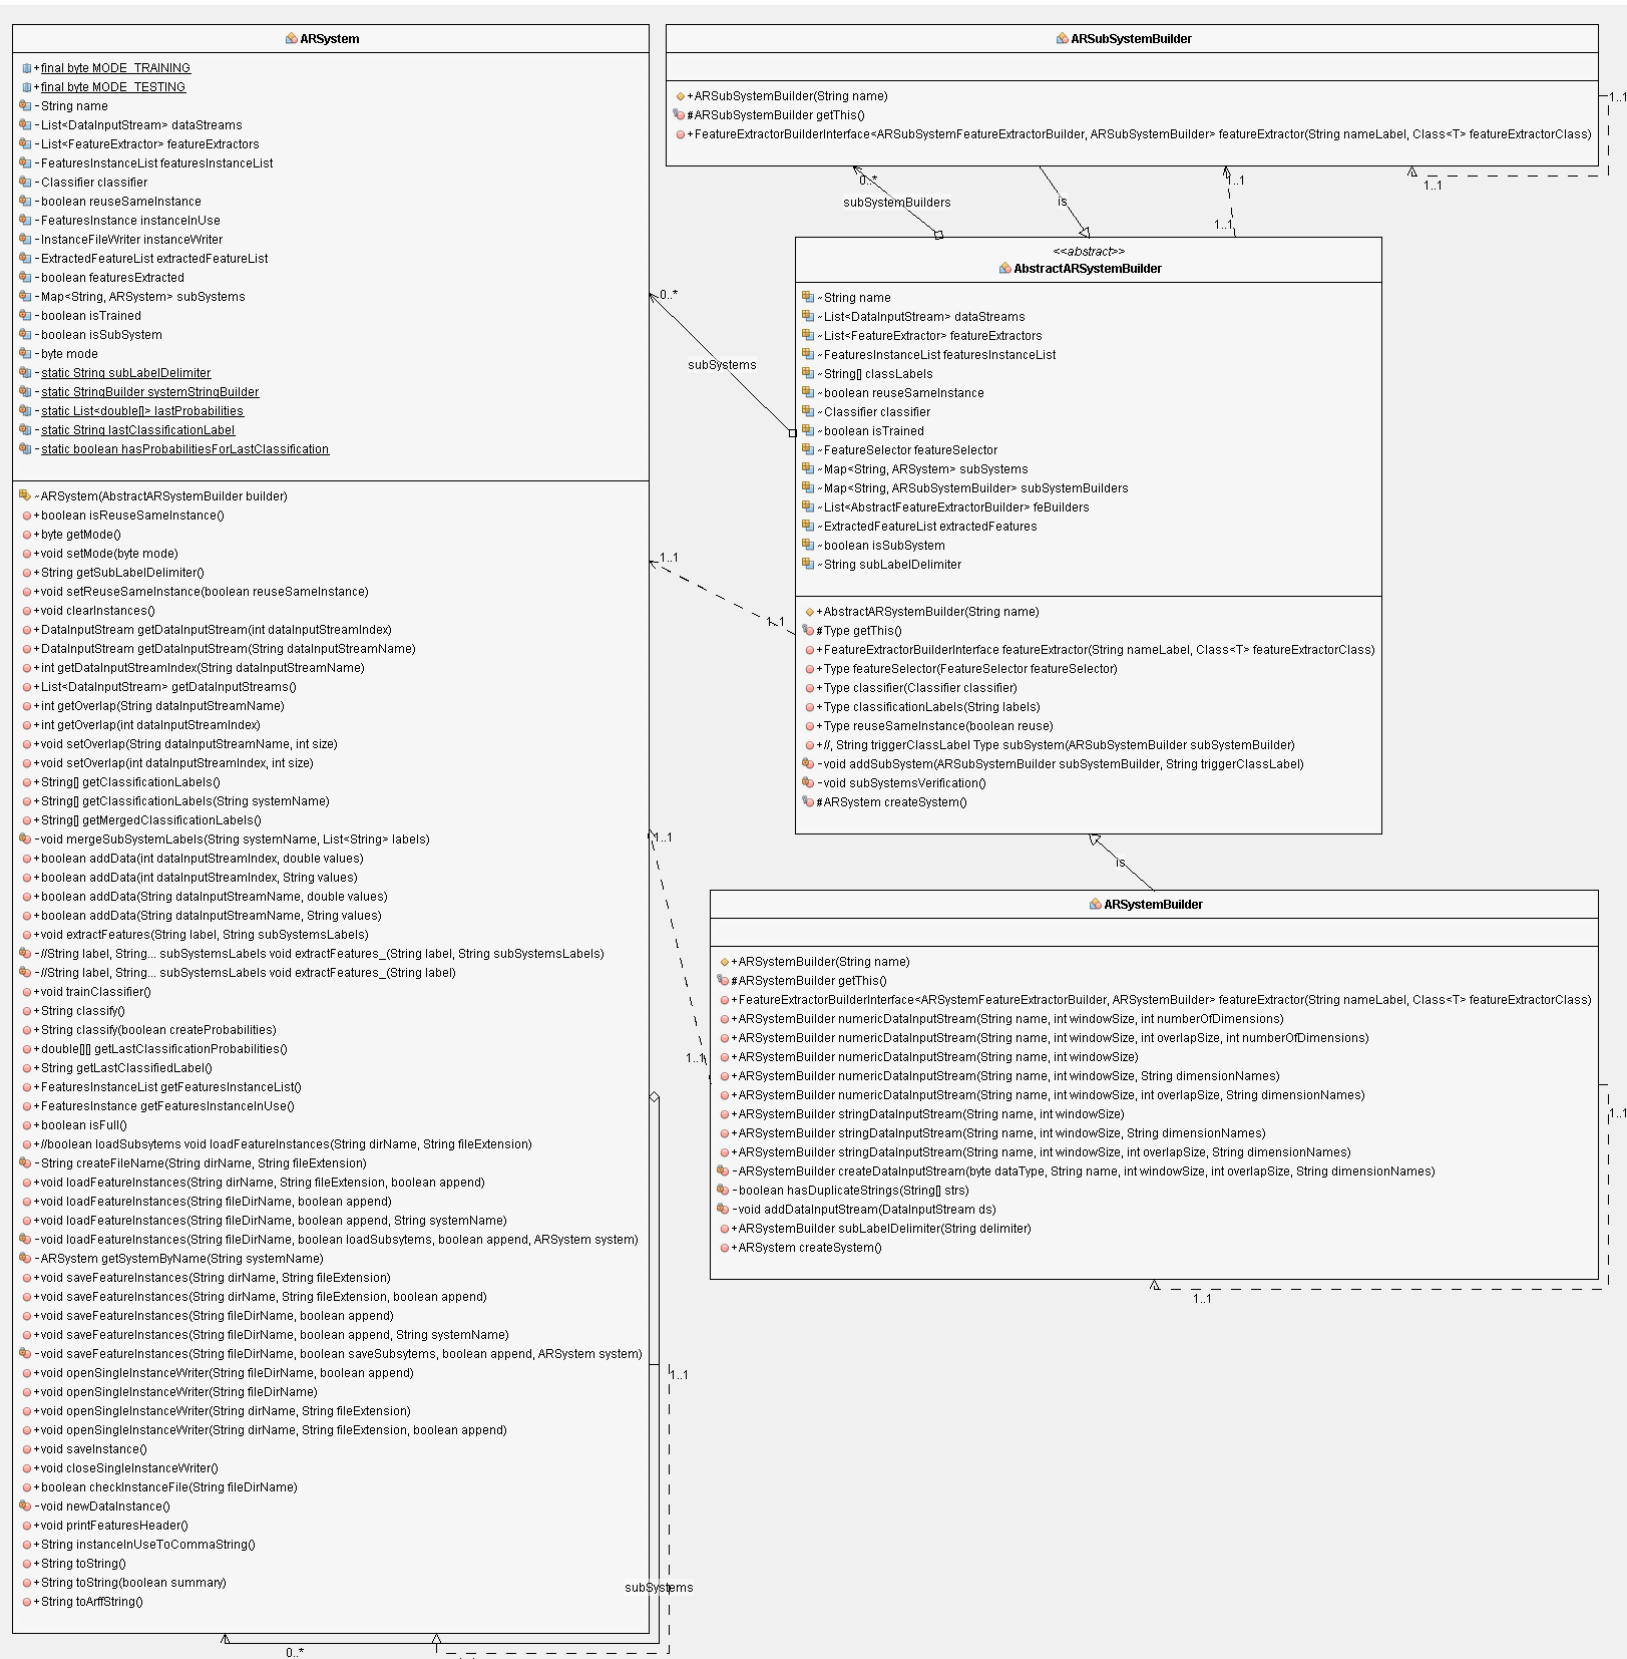 ARSystem
+final byte MODE_TRAINING
+final byte MODE_TESTING
-String name
-List<DataInputStream> dataStreams
-List<FeatureExtractor> featureExtractors
-FeaturesInstanceList featuresInstanceList
-Classifier classifier
-boolean reuseSameInstance
-FeaturesInstance instanceInUse
-InstanceFileWriter instanceWriter
-ExtractedFeatureList extractedFeatureList
-boolean featuresExtracted
-Map<String, ARSystem> subSystems
-boolean isTrained
-boolean isSubSystem
-byte mode
-static String subLabelDelimiter
-static StringBuilder systemStringBuilder
-static List<double[]> lastProbabilities
-static String lastClassificationLabel
-static boolean hasProbabilitiesForLastClassification
~ARSystem(AbstractARSystemBuilder builder)
+boolean isReuseSameInstance()
+byte getMode()
+void setMode(byte mode)
+String getSubLabelDelimiter()
+void setReuseSameInstance(boolean reuseSameInstance)
+void clearInstances()
+DataInputStream getDataInputStream(int dataInputStreamIndex)
+DataInputStream getDataInputStream(String dataInputStreamName)
+int getDataInputStreamIndex(String dataInputStreamName)
+List<DataInputStream> getDataInputStreams()
+int getOverlap(String dataInputStreamName)
+int getOverlap(int dataInputStreamIndex)
+void setOverlap(String dataInputStreamName, int size)
+void setOverlap(int dataInputStreamIndex, int size)
+String[] getClassificationLabels()
+String[] getClassificationLabels(String systemName)
+String[] getMergedClassificationLabels()
-void mergeSubSystemLabels(String systemName, List<String> labels)
+boolean addData(int dataInputStreamIndex, double values)
+boolean addData(int dataInputStreamIndex, String values)
+boolean addData(String dataInputStreamName, double values)
+boolean addData(String dataInputStreamName, String values)
+void extractFeatures(String label, String subSystemsLabels)
-//String label, String... subSystemsLabels void extractFeatures_(String label, String subSystemsLabels)
-//String label, String... subSystemsLabels void extractFeatures_(String label)
+void trainClassifier()
+String classify()
+String classify(boolean createProbabilities)
+double[][] getLastClassificationProbabilities()
+String getLastClassifiedLabel()
+FeaturesInstanceList getFeaturesInstanceList()
+FeaturesInstance getFeaturesInstanceInUse()
+boolean isFull()
+//boolean loadSubsytems void loadFeatureInstances(String dirName, String fileExtension)
-String createFileName(String dirName, String fileExtension)
+void loadFeatureInstances(String dirName, String fileExtension, boolean append)
+void loadFeatureInstances(String fileDirName, boolean append)
+void loadFeatureInstances(String fileDirName, boolean append, String systemName)
-void loadFeatureInstances(String fileDirName, boolean loadSubsytems, boolean append, ARSystem system)
-ARSystem getSystemByName(String systemName)
+void saveFeatureInstances(String dirName, String fileExtension)
+void saveFeatureInstances(String dirName, String fileExtension, boolean append)
+void saveFeatureInstances(String fileDirName, boolean append)
+void saveFeatureInstances(String fileDirName, boolean append, String systemName)
-void saveFeatureInstances(String fileDirName, boolean saveSubsytems, boolean append, ARSystem system)
+void openSingleInstanceWriter(String fileDirName, boolean append)
+void openSingleInstanceWriter(String fileDirName)
+void openSingleInstanceWriter(String dirName, String fileExtension)
+void openSingleInstanceWriter(String dirName, String fileExtension, boolean append)
+void saveInstance()
+void closeSingleInstanceWriter()
+boolean checkInstanceFile(String fileDirName)
-void newDataInstance()
+void printFeaturesHeader()
+String instanceInUseToCommaString()
+String toString()
+String toString(boolean summary)
+String toArffString()
ARSubSystemBuilder
+ARSubSystemBuilder(String name)
#ARSubSystemBuilder getThis()
+FeatureExtractorBuilderInterface<ARSubSystemFeatureExtractorBuilder, ARSubSystemBuilder> featureExtractor(String nameLabel, Class<T> featureExtractorClass)
1..1
1..1
0..*
subSystemBuilders
is
1..1
1..1
<<abstract>>
AbstractARSystemBuilder
~String name
~List<DataInputStream> dataStreams
~List<FeatureExtractor> featureExtractors
~FeaturesInstanceList featuresInstanceList
~String[] classLabels
~boolean reuseSameInstance
~Classifier classifier
~boolean isTrained
~FeatureSelector featureSelector
~Map<String, ARSystem> subSystems
~Map<String, ARSubSystemBuilder> subSystemBuilders
~List<AbstractFeatureExtractorBuilder> feBuilders
~ExtractedFeatureList extractedFeatures
~boolean isSubSystem
~String subLabelDelimiter
+AbstractARSystemBuilder(String name)
#Type getThis()
+FeatureExtractorBuilderInterface featureExtractor(String nameLabel, Class<T> featureExtractorClass)
+Type featureSelector(FeatureSelector featureSelector)
+Type classifier(Classifier classifier)
+Type classificationLabels(String labels)
+Type reuseSameInstance(boolean reuse)
+//, String triggerClassLabel Type subSystem(ARSubSystemBuilder subSystemBuilder)
-void addSubSystem(ARSubSystemBuilder subSystemBuilder, String triggerClassLabel)
-void subSystemsVerification()
#ARSystem createSystem()
0..*
subSystems
1..1
1..1
is
1..1
1..1
ARSystemBuilder
+ARSystemBuilder(String name)
#ARSystemBuilder getThis()
+FeatureExtractorBuilderInterface<ARSystemFeatureExtractorBuilder, ARSystemBuilder> featureExtractor(String nameLabel, Class<T> featureExtractorClass)
+ARSystemBuilder numericDataInputStream(String name, int windowSize, int numberOfDimensions)
+ARSystemBuilder numericDataInputStream(String name, int windowSize, int overlapSize, int numberOfDimensions)
+ARSystemBuilder numericDataInputStream(String name, int windowSize)
+ARSystemBuilder numericDataInputStream(String name, int windowSize, String dimensionNames)
+ARSystemBuilder numericDataInputStream(String name, int windowSize, int overlapSize, String dimensionNames)
+ARSystemBuilder stringDataInputStream(String name, int windowSize)
+ARSystemBuilder stringDataInputStream(String name, int windowSize, String dimensionNames)
+ARSystemBuilder stringDataInputStream(String name, int windowSize, int overlapSize, String dimensionNames)
-ARSystemBuilder createDataInputStream(byte dataType, String name, int windowSize, int overlapSize, String dimensionNames)
-boolean hasDuplicateStrings(String[] strs)
-void addDataInputStream(DataInputStream ds)
+ARSystemBuilder subLabelDelimiter(String delimiter)
+ARSystem createSystem()
1..1
1..1
1..1
subSystems
0..*